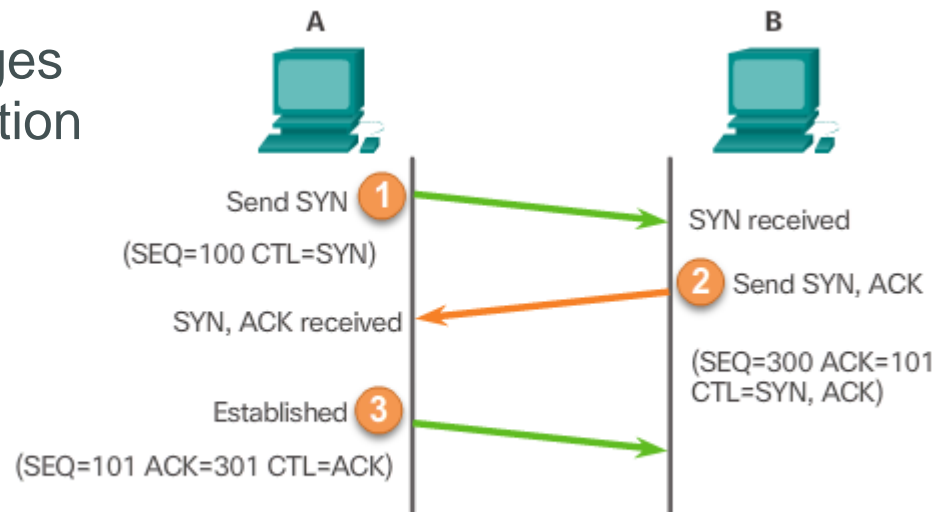 ges
tion
A
B
Send SYN 1
(SEQ=100 CTL=SYN)
SYN received
2 Send SYN, ACK
SYN, ACK received
(SEQ=300 ACK=101
CTL=SYN, ACK)
Established 3
(SEQ=101 ACK=301 CTL=ACK)